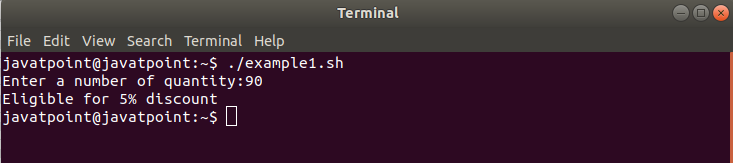 Terminal
File Edit View Search Terminal Help
javatpoint@javatpoint:~$ ./example1.sh
Enter a number of quantity:90
Eligible for 5% discount
javatpoint@javatpoint:~$